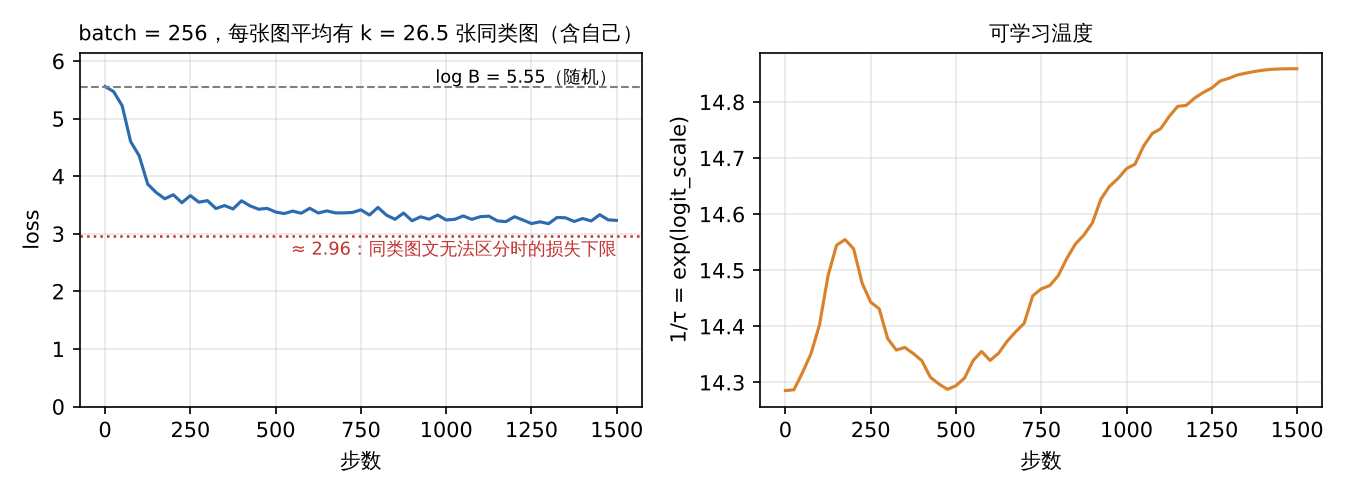 batch = 256，每张图平均有 k = 26.5 张同类图（含自己）
log B = 5.55（随机）
≈ 2.96：同类图文无法区分时的损失下限
loss
6
5
4
3
2
1
0
0 250 500 750 1000 1250 1500
步数
可学习温度
1/τ = exp(logit_scale)
14.8
14.7
14.6
14.5
14.4
14.3
0 250 500 750 1000 1250 1500
步数